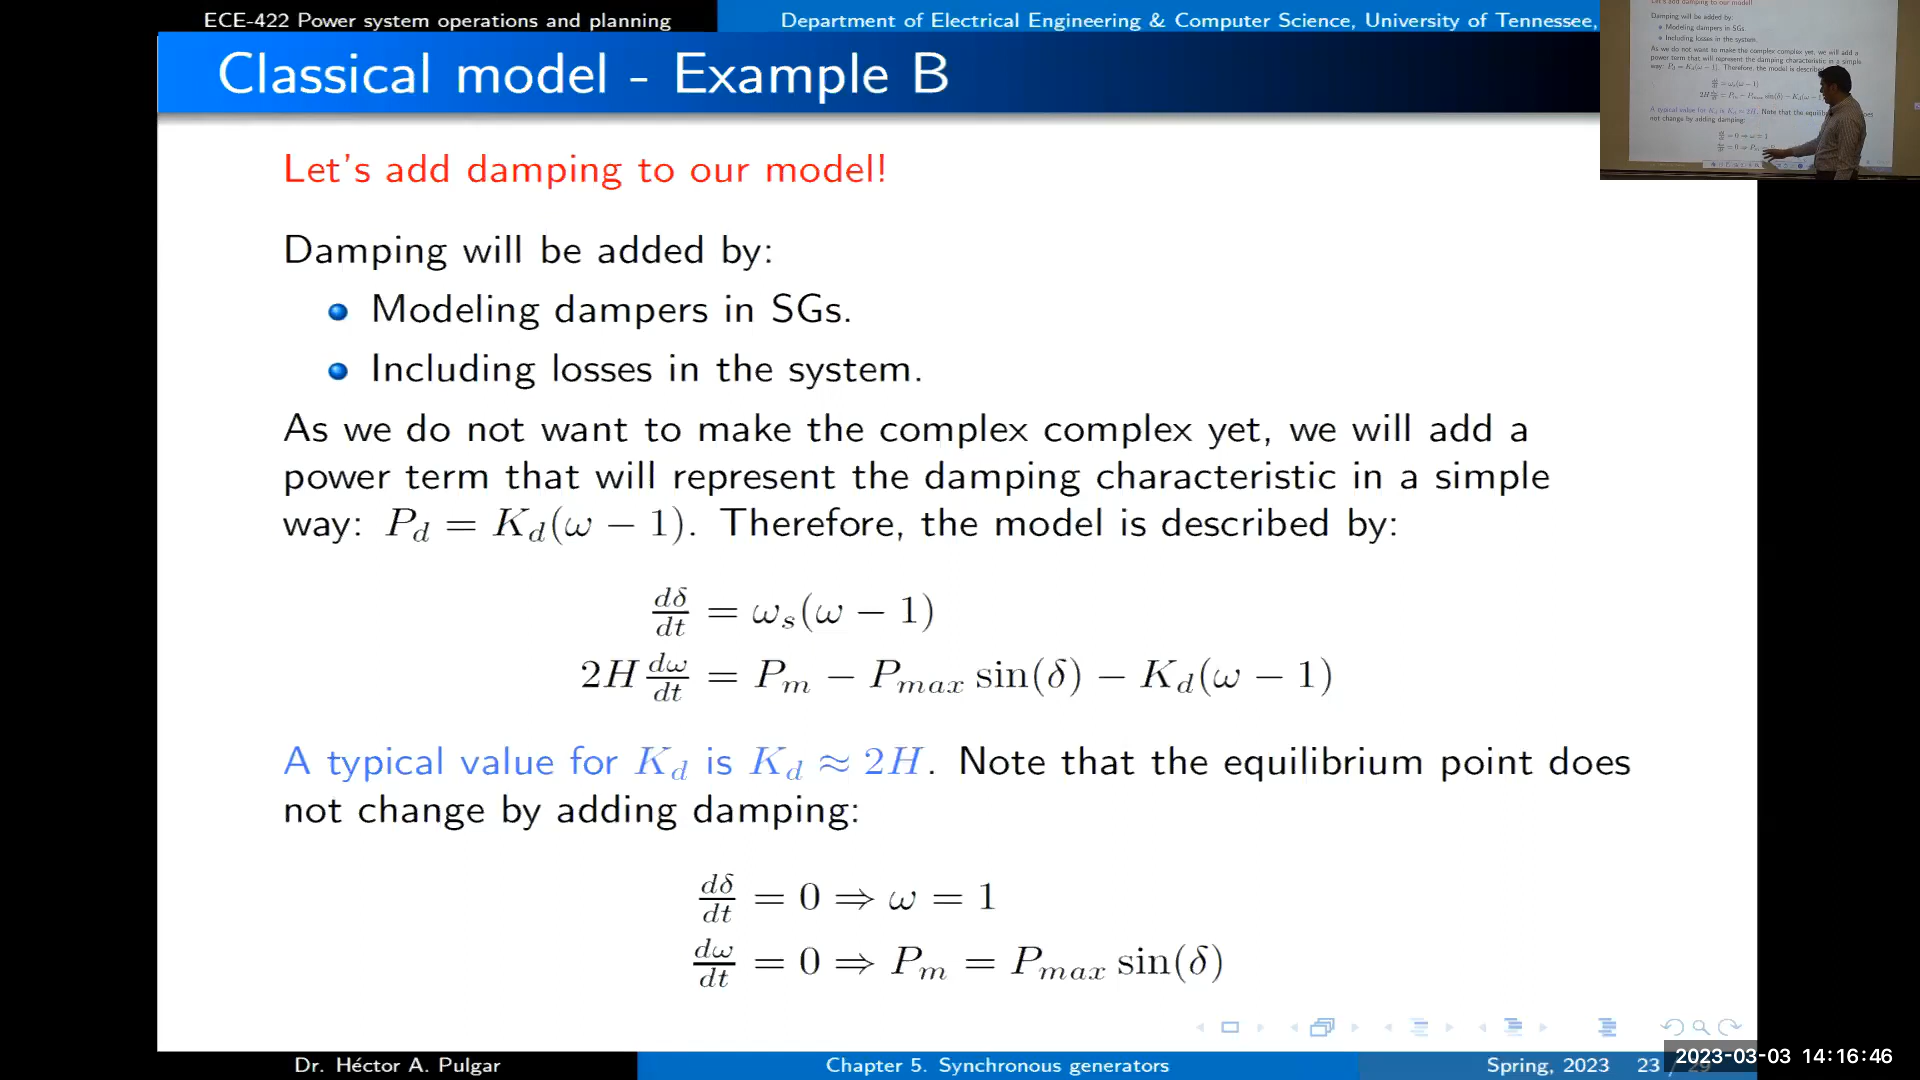 ECE-422 Power system operations and planning
Department of Electrical Engineering & Computer Science, University of Tennessee,
Classical model - Example B
Let's add damping to our model!
Damping will be added by:
Modeling dampers in SGs.
Including losses in the system.
As we do not want to make the complex complex yet, we will add a
power term that will represent the damping characteristic in a simple
way: P_d = K_d(ω − 1). Therefore, the model is described by:
dδ/dt = ω_s(ω − 1)
2H dω/dt = P_m − P_max sin(δ) − K_d(ω − 1)
A typical value for K_d is K_d ≈ 2H. Note that the equilibrium point does
not change by adding damping:
dδ/dt = 0 ⇒ ω = 1
dω/dt = 0 ⇒ P_m = P_max sin(δ)
Dr. Héctor A. Pulgar
Chapter 5. Synchronous generators
Spring, 2023 23 / 29
2023-03-03 14:16:46